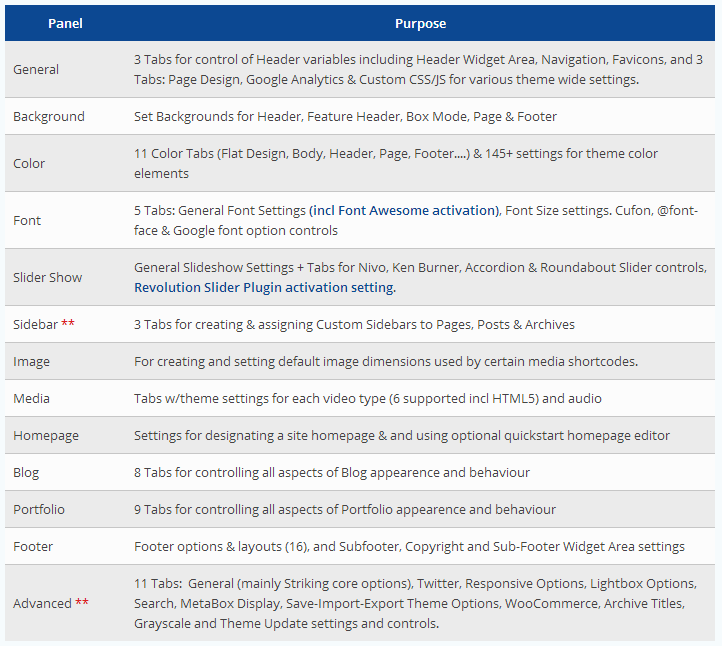 Panel Purpose
General
3 Tabs for control of Header variables including Header Widget Area, Navigation, Favicons, and 3
Tabs: Page Design, Google Analytics & Custom CSS/JS for various theme wide settings.
Background
Set Backgrounds for Header, Feature Header, Box Mode, Page & Footer
Color
11 Color Tabs (Flat Design, Body, Header, Page, Footer....) & 145+ settings for theme color
elements
Font
5 Tabs: General Font Settings (incl Font Awesome activation), Font Size settings. Cufon, @font-
face & Google font option controls
Slider Show
General Slideshow Settings + Tabs for Nivo, Ken Burner, Accordion & Roundabout Slider controls,
Revolution Slider Plugin activation setting.
Sidebar **
3 Tabs for creating & assigning Custom Sidebars to Pages, Posts & Archives
Image
For creating and setting default image dimensions used by certain media shortcodes.
Media
Tabs w/theme settings for each video type (6 supported incl HTML5) and audio
Homepage
Settings for designating a site homepage & and using optional quickstart homepage editor
Blog
8 Tabs for controlling all aspects of Blog appearence and behaviour
Portfolio
9 Tabs for controlling all aspects of Portfolio appearence and behaviour
Footer
Footer options & layouts (16), and Subfooter, Copyright and Sub-Footer Widget Area settings
Advanced **
11 Tabs:  General (mainly Striking core options), Twitter, Responsive Options, Lightbox Options,
Search, MetaBox Display, Save-Import-Export Theme Options, WooCommerce, Archive Titles,
Grayscale and Theme Update settings and controls.